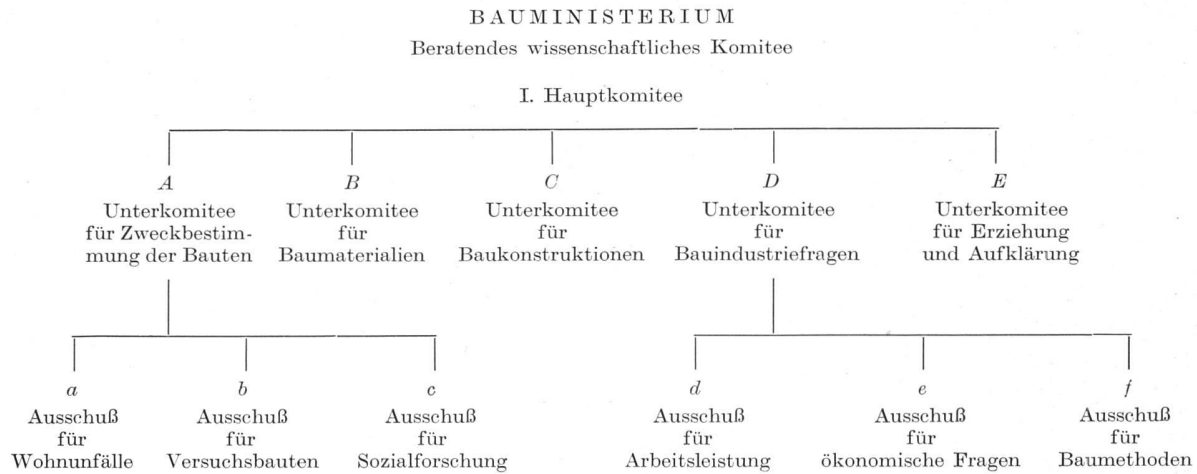 BAUMINISTERIUM
Beratendes wissenschaftliches Komitee
I. Hauptkomitee
A
Unterkomitee
für Zweckbestim-
mung der Bauten
B
Unterkomitee
für
Baumaterialien
C
Unterkomitee
für
Baukonstruktionen
D
Unterkomitee
für
Bauindustriefragen
E
Unterkomitee
für Erziehung
und Aufklärung
a
Ausschuß
für
Wohnunfälle
b
Ausschuß
für
Versuchsbauten
c
Ausschuß
für
Sozialforschung
d
Ausschuß
für
Arbeitsleistung
e
Ausschuß
für
ökonomische Fragen
f
Ausschuß
für
Baumethoden